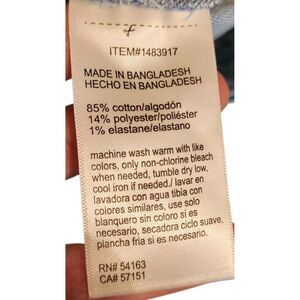 ITEM#1483917
MADE IN BANGLADESH
HECHO EN BANGLADESH
85% cotton/algodón
14% polyester/poliéster
1% elastane/elastano
machine wash warm with like
colors, only non-chlorine bleach
when needed, tumble dry low,
cool iron if needed./ lavar en
lavadora con agua tibia con
colores similares, use solo
blanquero sin coloro si es
necesario, secadora ciclo suave,
plancha fria si es necesario.
RN# 54163
CA# 57151